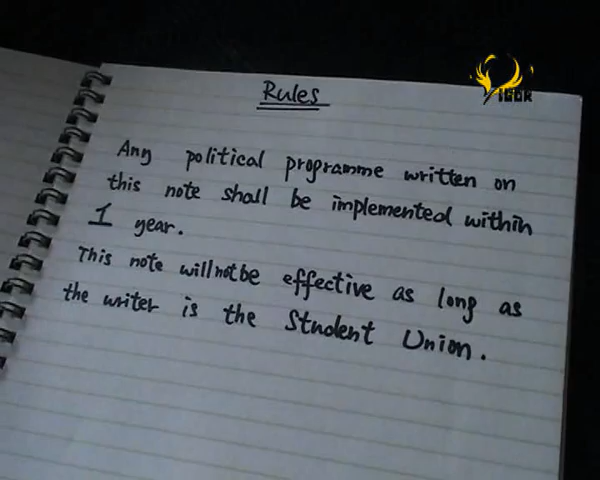 Rules
VIGOR
Any political programme written on
this note shall be implemented within
1 year.
This note will not be effective as long as
the writer is the Student Union.